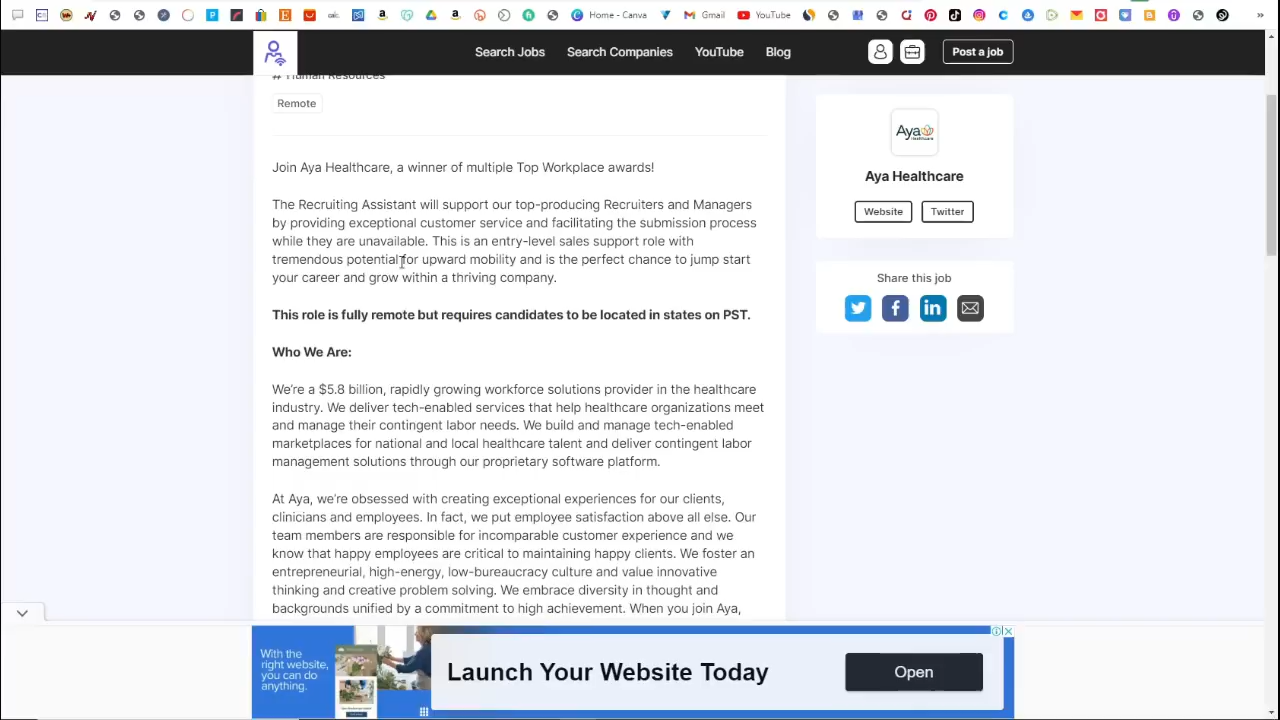 Home - Canva
Gmail
YouTube
Search Jobs
Search Companies
YouTube
Blog
Post a job
# Human Resources
Remote
Join Aya Healthcare, a winner of multiple Top Workplace awards!
The Recruiting Assistant will support our top-producing Recruiters and Managers
by providing exceptional customer service and facilitating the submission process
while they are unavailable. This is an entry-level sales support role with
tremendous potential for upward mobility and is the perfect chance to jump start
your career and grow within a thriving company.
This role is fully remote but requires candidates to be located in states on PST.
Who We Are:
We're a $5.8 billion, rapidly growing workforce solutions provider in the healthcare
industry. We deliver tech-enabled services that help healthcare organizations meet
and manage their contingent labor needs. We build and manage tech-enabled
marketplaces for national and local healthcare talent and deliver contingent labor
management solutions through our proprietary software platform.
At Aya, we're obsessed with creating exceptional experiences for our clients,
clinicians and employees. In fact, we put employee satisfaction above all else. Our
team members are responsible for incomparable customer experience and we
know that happy employees are critical to maintaining happy clients. We foster an
entrepreneurial, high-energy, low-bureaucracy culture and value innovative
thinking and creative problem solving. We embrace diversity in thought and
backgrounds unified by a commitment to high achievement. When you join Aya,
Aya
Aya Healthcare
Website
Twitter
Share this job
With the
right website,
you can do
anything.
Launch Your Website Today
Open